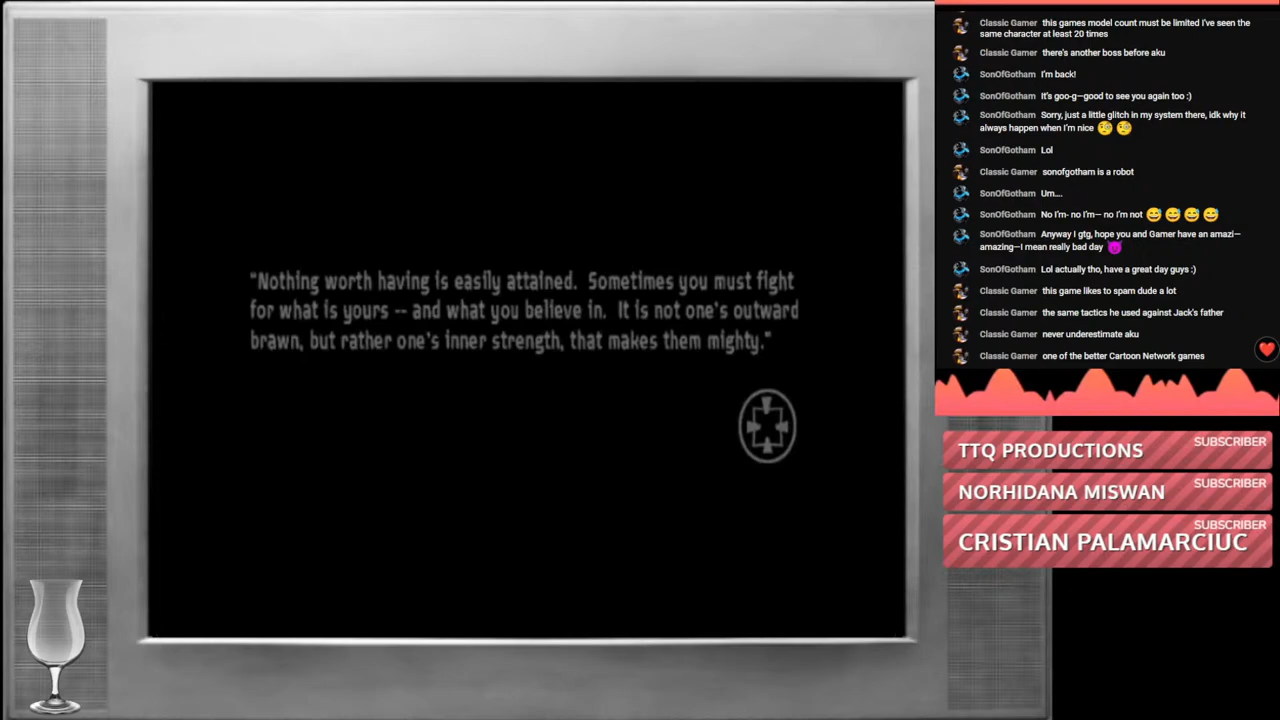 "Nothing worth having is easily attained.  Sometimes you must fight
for what is yours -- and what you believe in.  It is not one's outward
brawn, but rather one's inner strength, that makes them mighty."
Classic Gamer this games model count must be limited I've seen the
same character at least 20 times
Classic Gamer there's another boss before aku
SonOfGotham I'm back!
SonOfGotham It's goo-g—good to see you again too :)
SonOfGotham Sorry, just a little glitch in my system there, idk why it
always happen when I'm nice 🧐 🧐
SonOfGotham Lol
Classic Gamer sonofgotham is a robot
SonOfGotham Um....
SonOfGotham No I'm- no I'm— no I'm not 😅 😅 😅 😅
SonOfGotham Anyway I gtg, hope you and Gamer have an amazi—
amazing—I mean really bad day 😈
SonOfGotham Lol actually tho, have a great day guys :)
Classic Gamer this game likes to spam dude a lot
Classic Gamer the same tactics he used against Jack's father
Classic Gamer never underestimate aku
Classic Gamer one of the better Cartoon Network games
TTQ PRODUCTIONS SUBSCRIBER
NORHIDANA MISWAN SUBSCRIBER
CRISTIAN PALAMARCIUC SUBSCRIBER